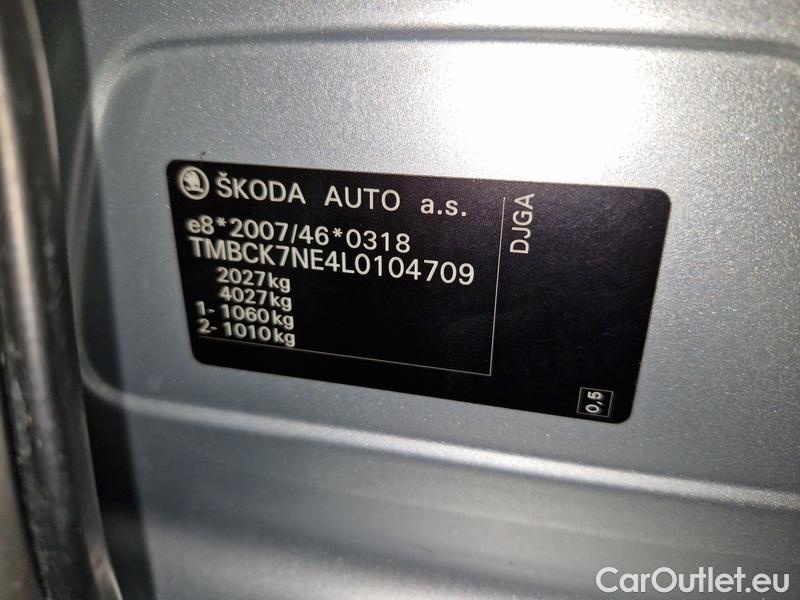 ŠKODA AUTO a.s.
e8*2007/46*0318
TMBCK7NE4L0104709
2027kg
4027kg
1- 1060kg
2- 1010kg
DJGA
0,5
CarOutlet.eu